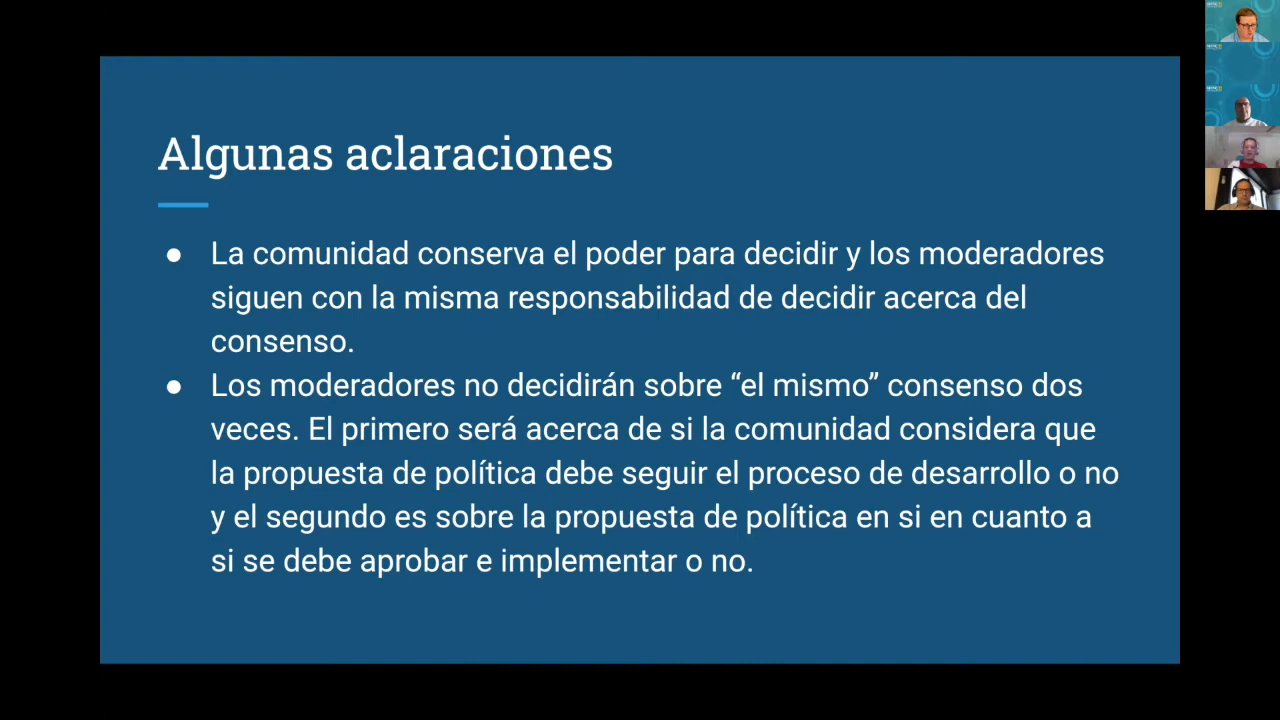 Algunas aclaraciones
● La comunidad conserva el poder para decidir y los moderadores
siguen con la misma responsabilidad de decidir acerca del
consenso.
● Los moderadores no decidirán sobre “el mismo” consenso dos
veces. El primero será acerca de si la comunidad considera que
la propuesta de política debe seguir el proceso de desarrollo o no
y el segundo es sobre la propuesta de política en si en cuanto a
si se debe aprobar e implementar o no.